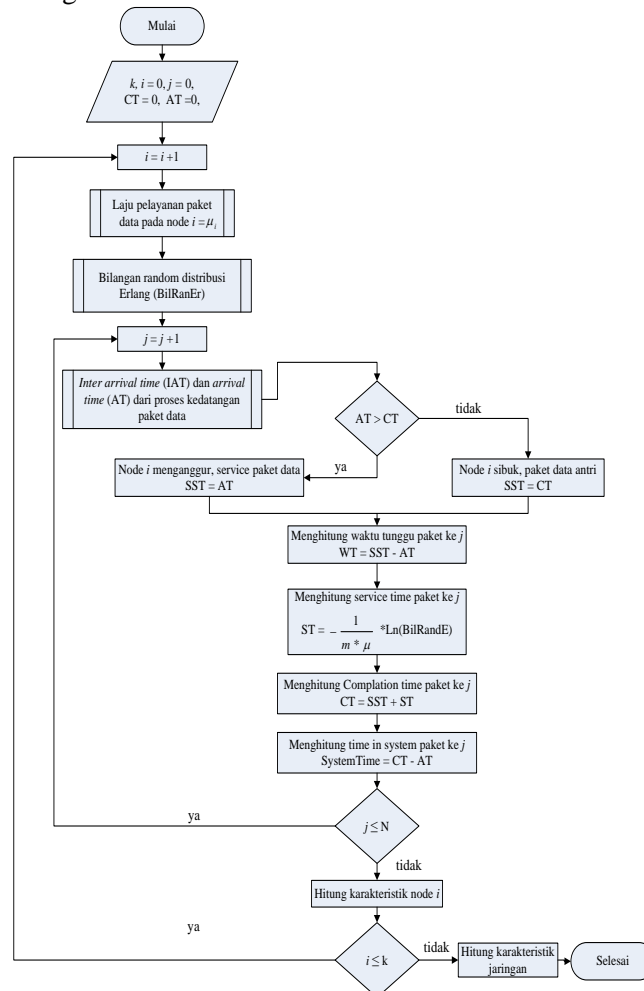 Mulai
k, i = 0, j = 0,
CT = 0, AT =0,
i = i +1
Laju pelayanan paket
data pada node i = μi
Bilangan random distribusi
Erlang (BilRanEr)
j = j +1
Inter arrival time (IAT) dan arrival
time (AT) dari proses kedatangan
paket data
AT > CT
tidak
ya
Node i menganggur, service paket data
SST = AT
Node i sibuk, paket data antri
SST = CT
Menghitung waktu tunggu paket ke j
WT = SST - AT
Menghitung service time paket ke j
ST = − 1 / m * μ *Ln(BilRandE)
Menghitung Complation time paket ke j
CT = SST + ST
Menghitung time in system paket ke j
SystemTime = CT - AT
ya
j ≤ N
tidak
Hitung karakteristik node i
ya
i ≤ k
tidak
Hitung karakteristik
jaringan
Selesai